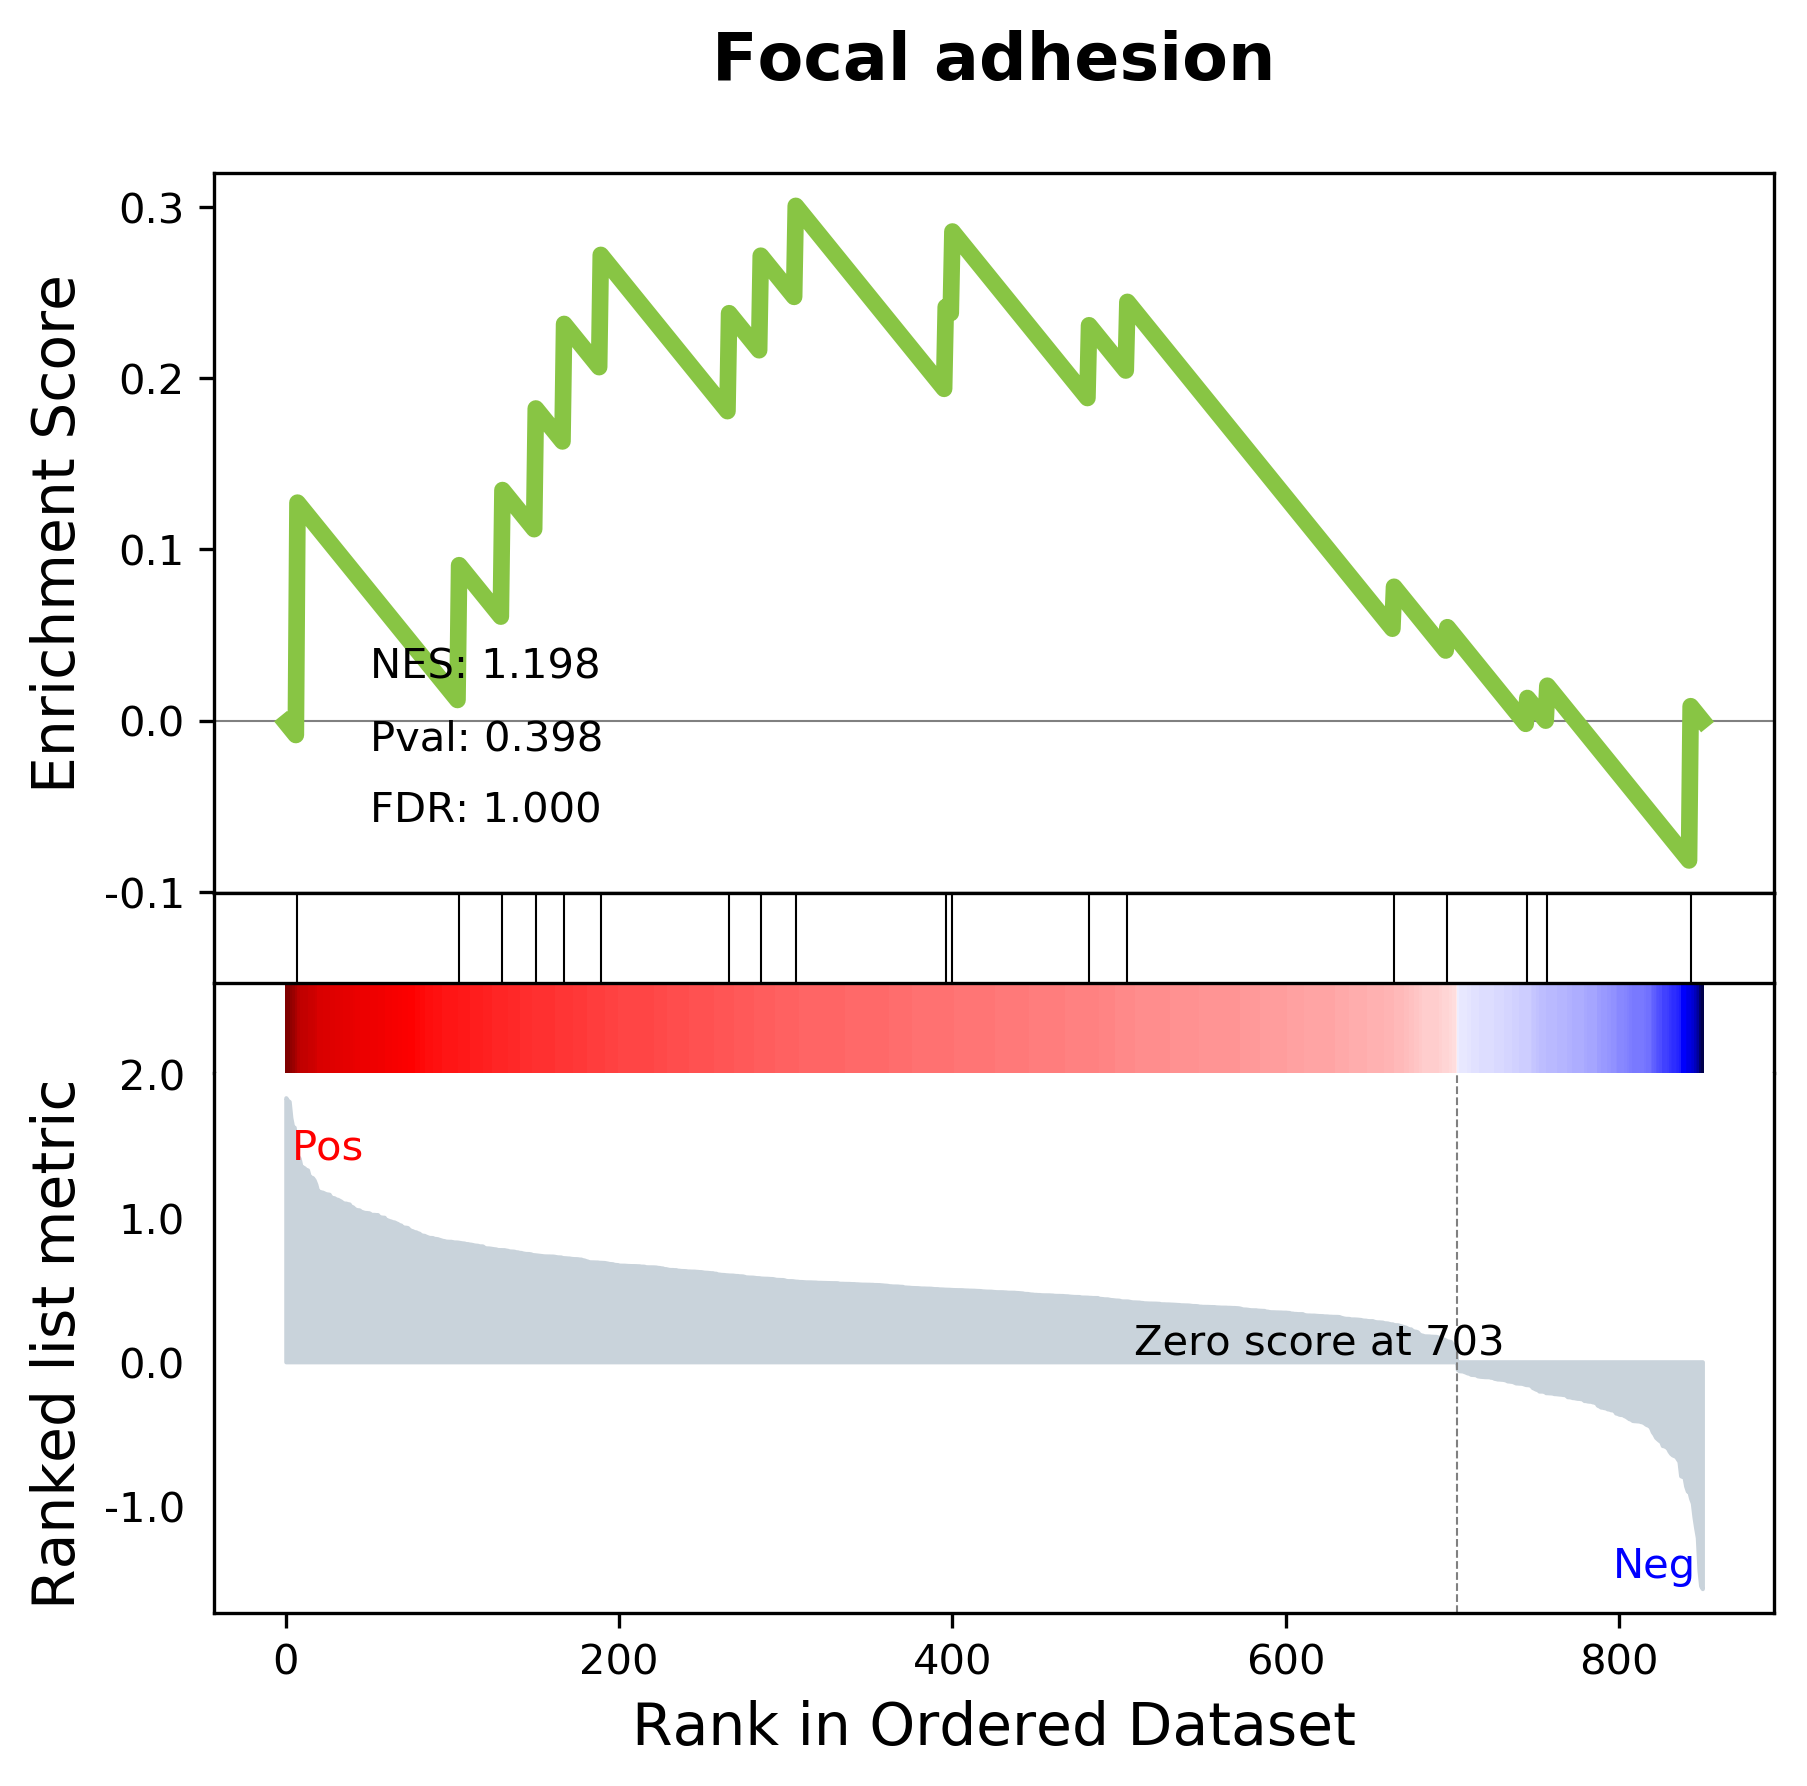 Focal adhesion
Enrichment Score
0.3
0.2
0.1
0.0
-0.1
NES: 1.198
Pval: 0.398
FDR: 1.000
Ranked list metric
2.0
1.0
0.0
-1.0
Pos
Zero score at 703
Neg
0 200 400 600 800
Rank in Ordered Dataset